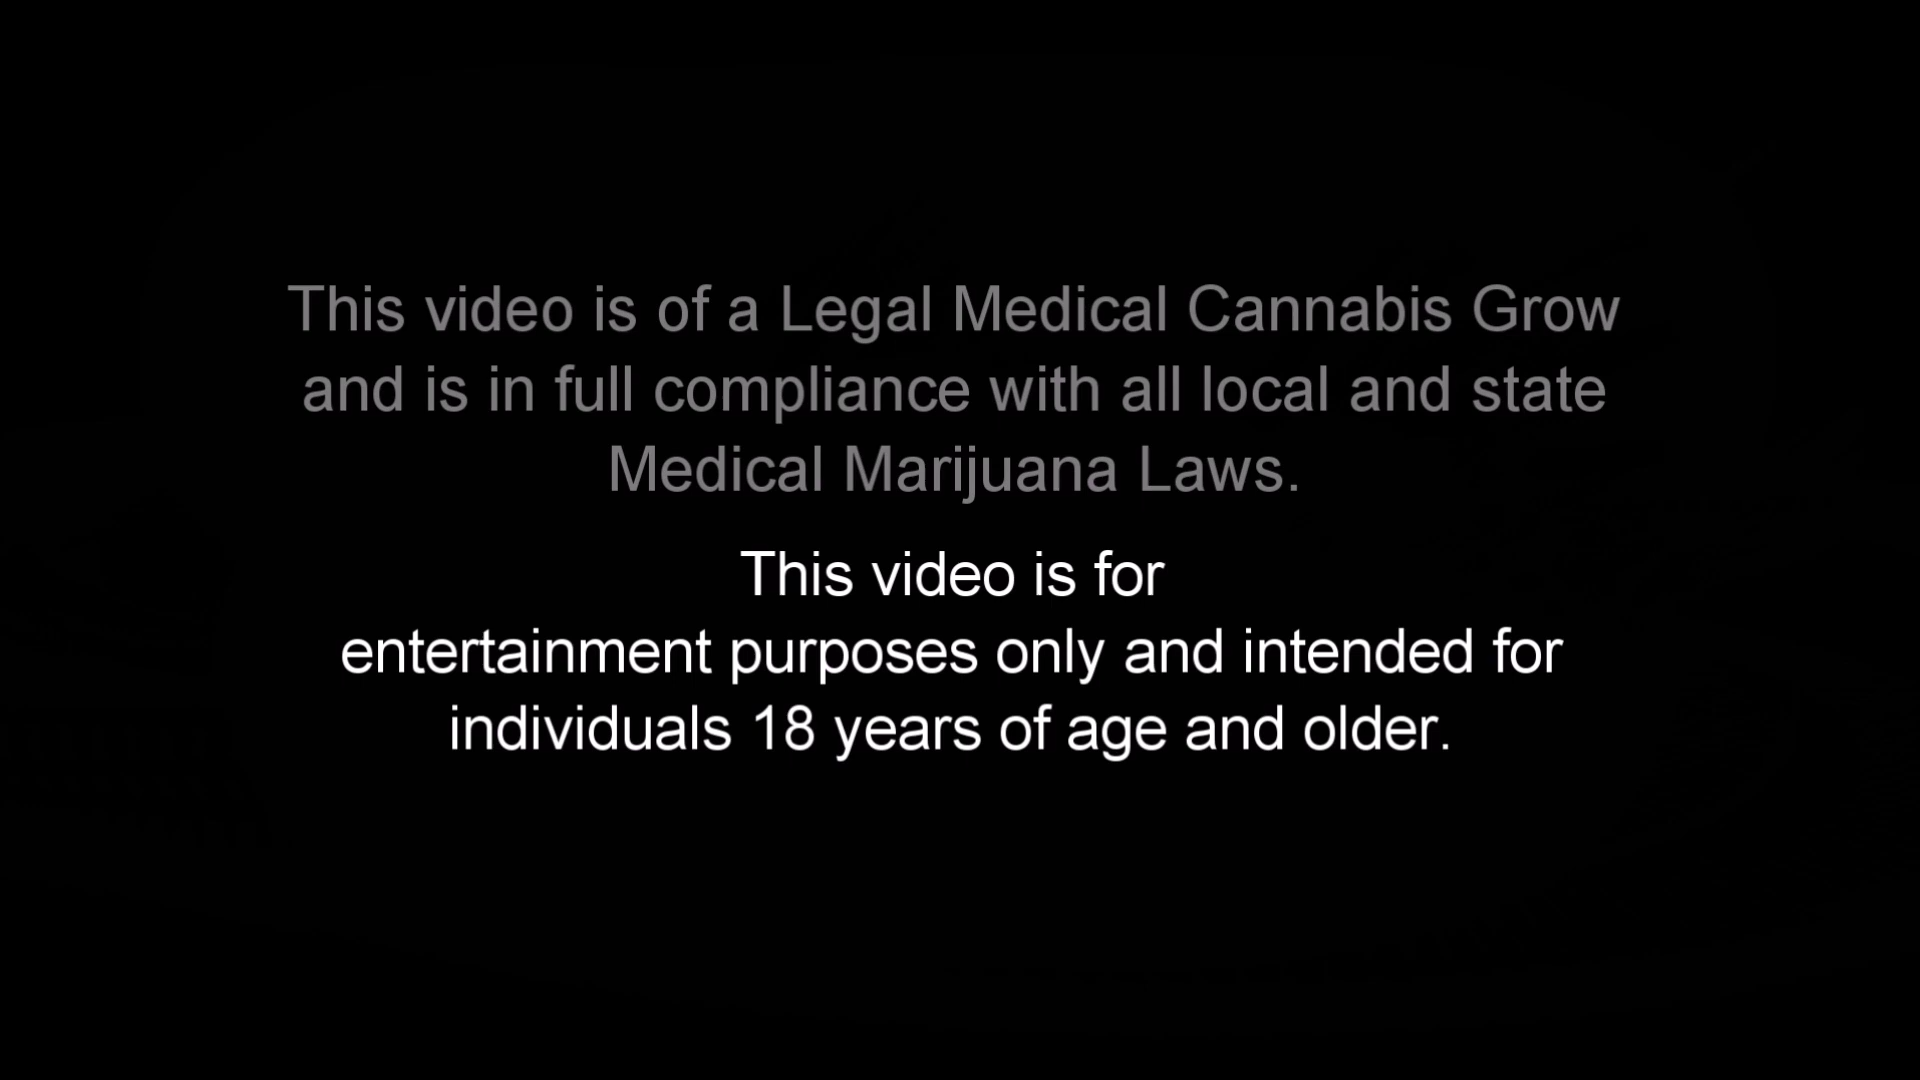 This video is of a Legal Medical Cannabis Grow
and is in full compliance with all local and state
Medical Marijuana Laws.
This video is for
entertainment purposes only and intended for
individuals 18 years of age and older.